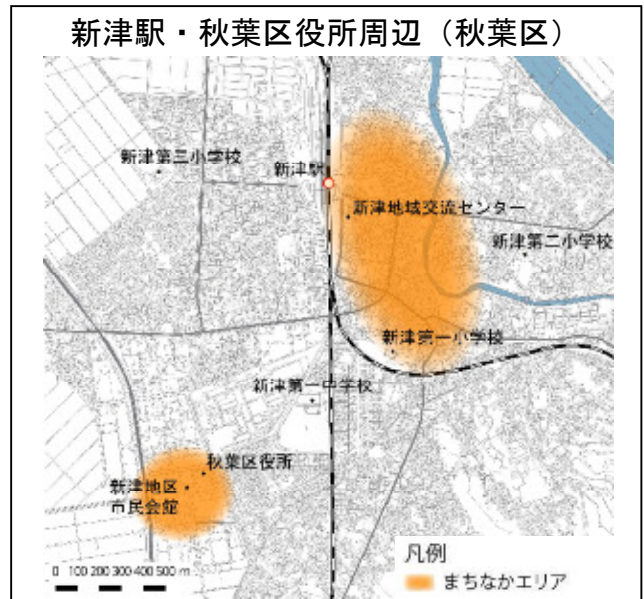 新津駅・秋葉区役所周辺（秋葉区）
新津第三小学校
新津駅
新津地域交流センター
新津第二小学校
新津第一小学校
新津第一中学校
秋葉区役所
新津地区
市民会館
0 100 200 300 400 500 m
凡例
まちなかエリア